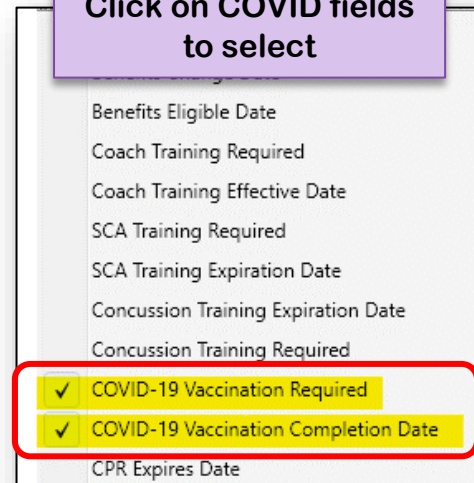 Click on COVID fields
to select
Benefits Eligible Date
Coach Training Required
Coach Training Effective Date
SCA Training Required
SCA Training Expiration Date
Concussion Training Expiration Date
Concussion Training Required
✓ COVID-19 Vaccination Required
✓ COVID-19 Vaccination Completion Date
CPR Expires Date